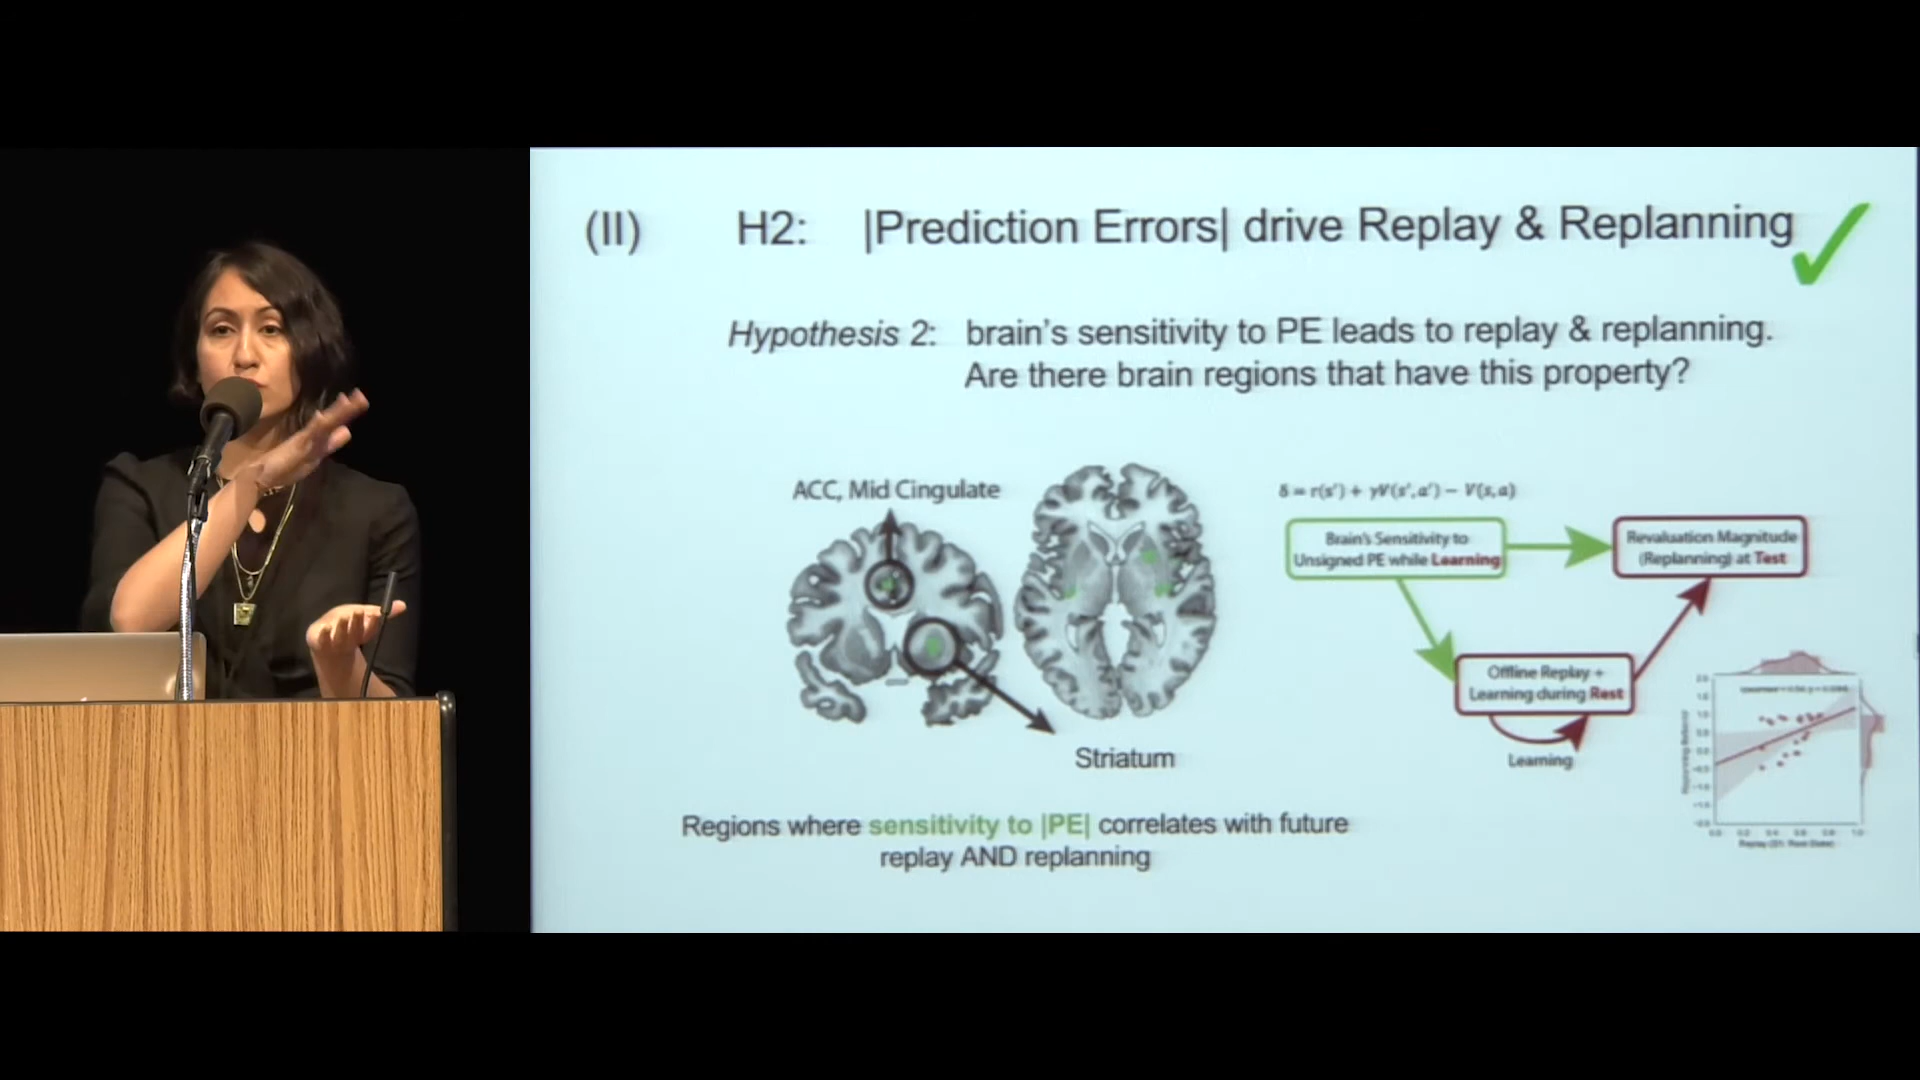 (II) H2: |Prediction Errors| drive Replay & Replanning
Hypothesis 2: brain's sensitivity to PE leads to replay & replanning.
Are there brain regions that have this property?
ACC, Mid Cingulate
Striatum
Regions where sensitivity to |PE| correlates with future
replay AND replanning
δ = r(s') + γV(s', a') − V(s, a)
Brain's Sensitivity to
Unsigned PE while Learning
Revaluation Magnitude
(Replanning) at Test
Offline Replay +
Learning during Rest
Learning